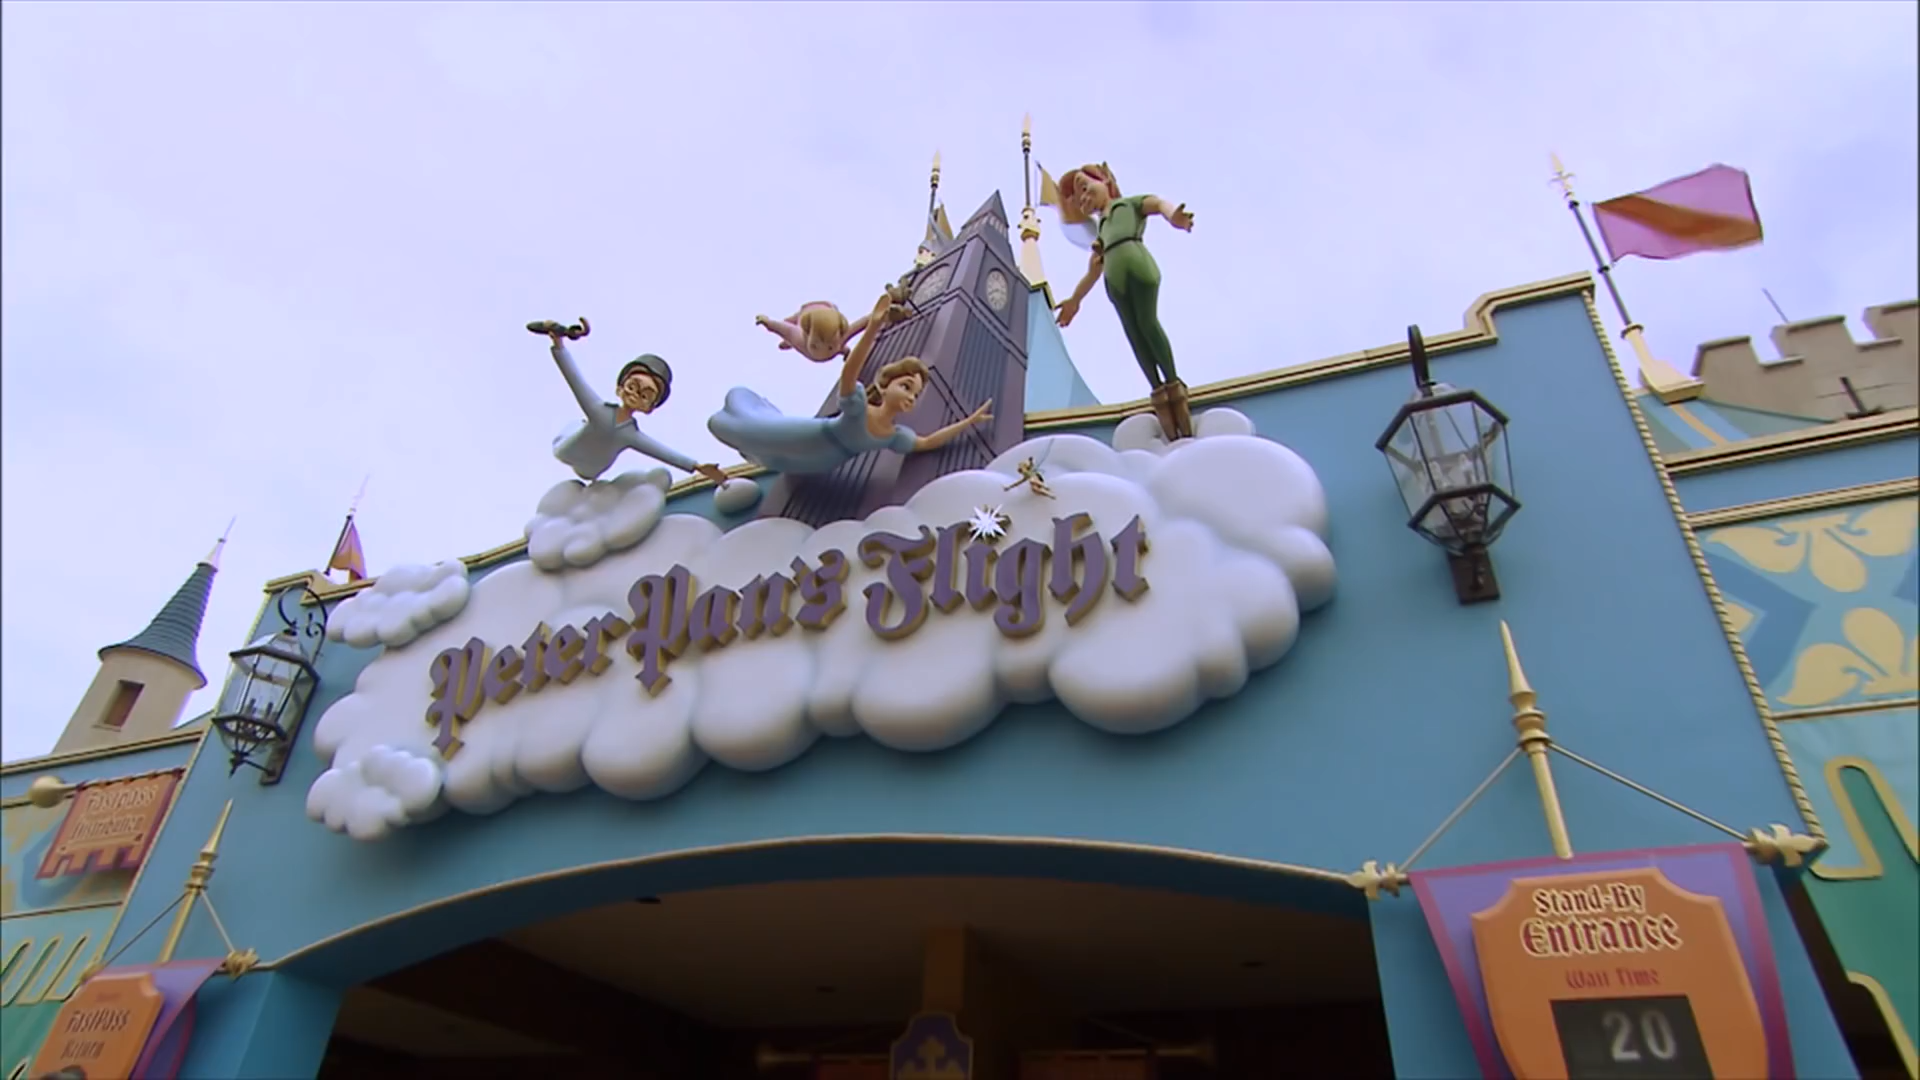 Peter Pan's Flight
Fastpass
Distribution
FastPass
Return
Stand-By
Entrance
Wait Time
20